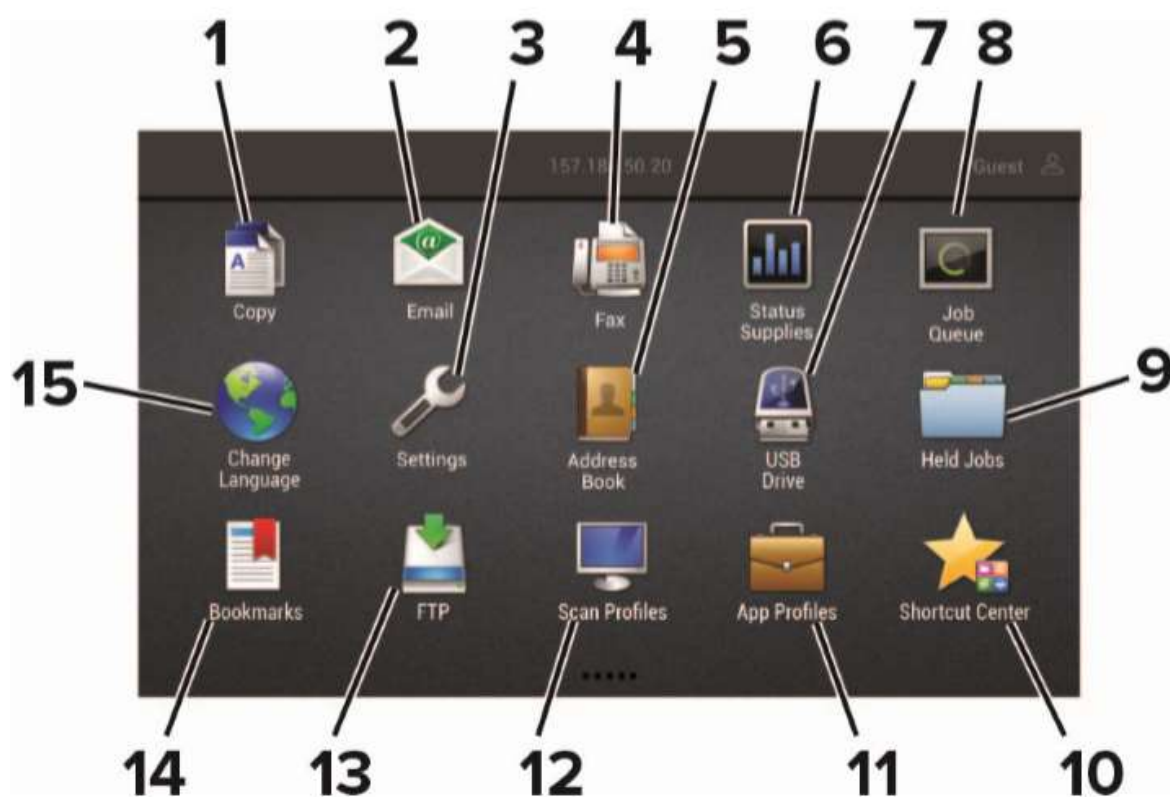 1 2 3 4 5 6 7 8
Guest
A @
Copy Email Fax Status Supplies Job Queue
15 9
Change Language Settings Address Book USB Drive Held Jobs
Bookmarks FTP Scan Profiles App Profiles Shortcut Center
14 13 12 11 10